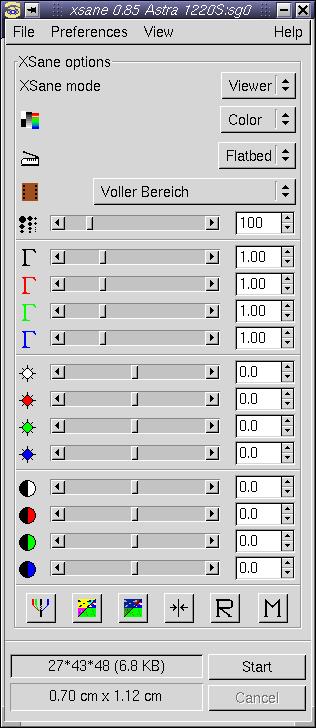 xsane 0.85 Astra 1220S:sg0
File Preferences View Help
XSane options
XSane mode Viewer
Color
Flatbed
Voller Bereich
100
Γ 1.00
Γ 1.00
Γ 1.00
Γ 1.00
0.0
0.0
0.0
0.0
0.0
0.0
0.0
0.0
R M
27*43*48 (6.8 KB) Start
0.70 cm x 1.12 cm Cancel